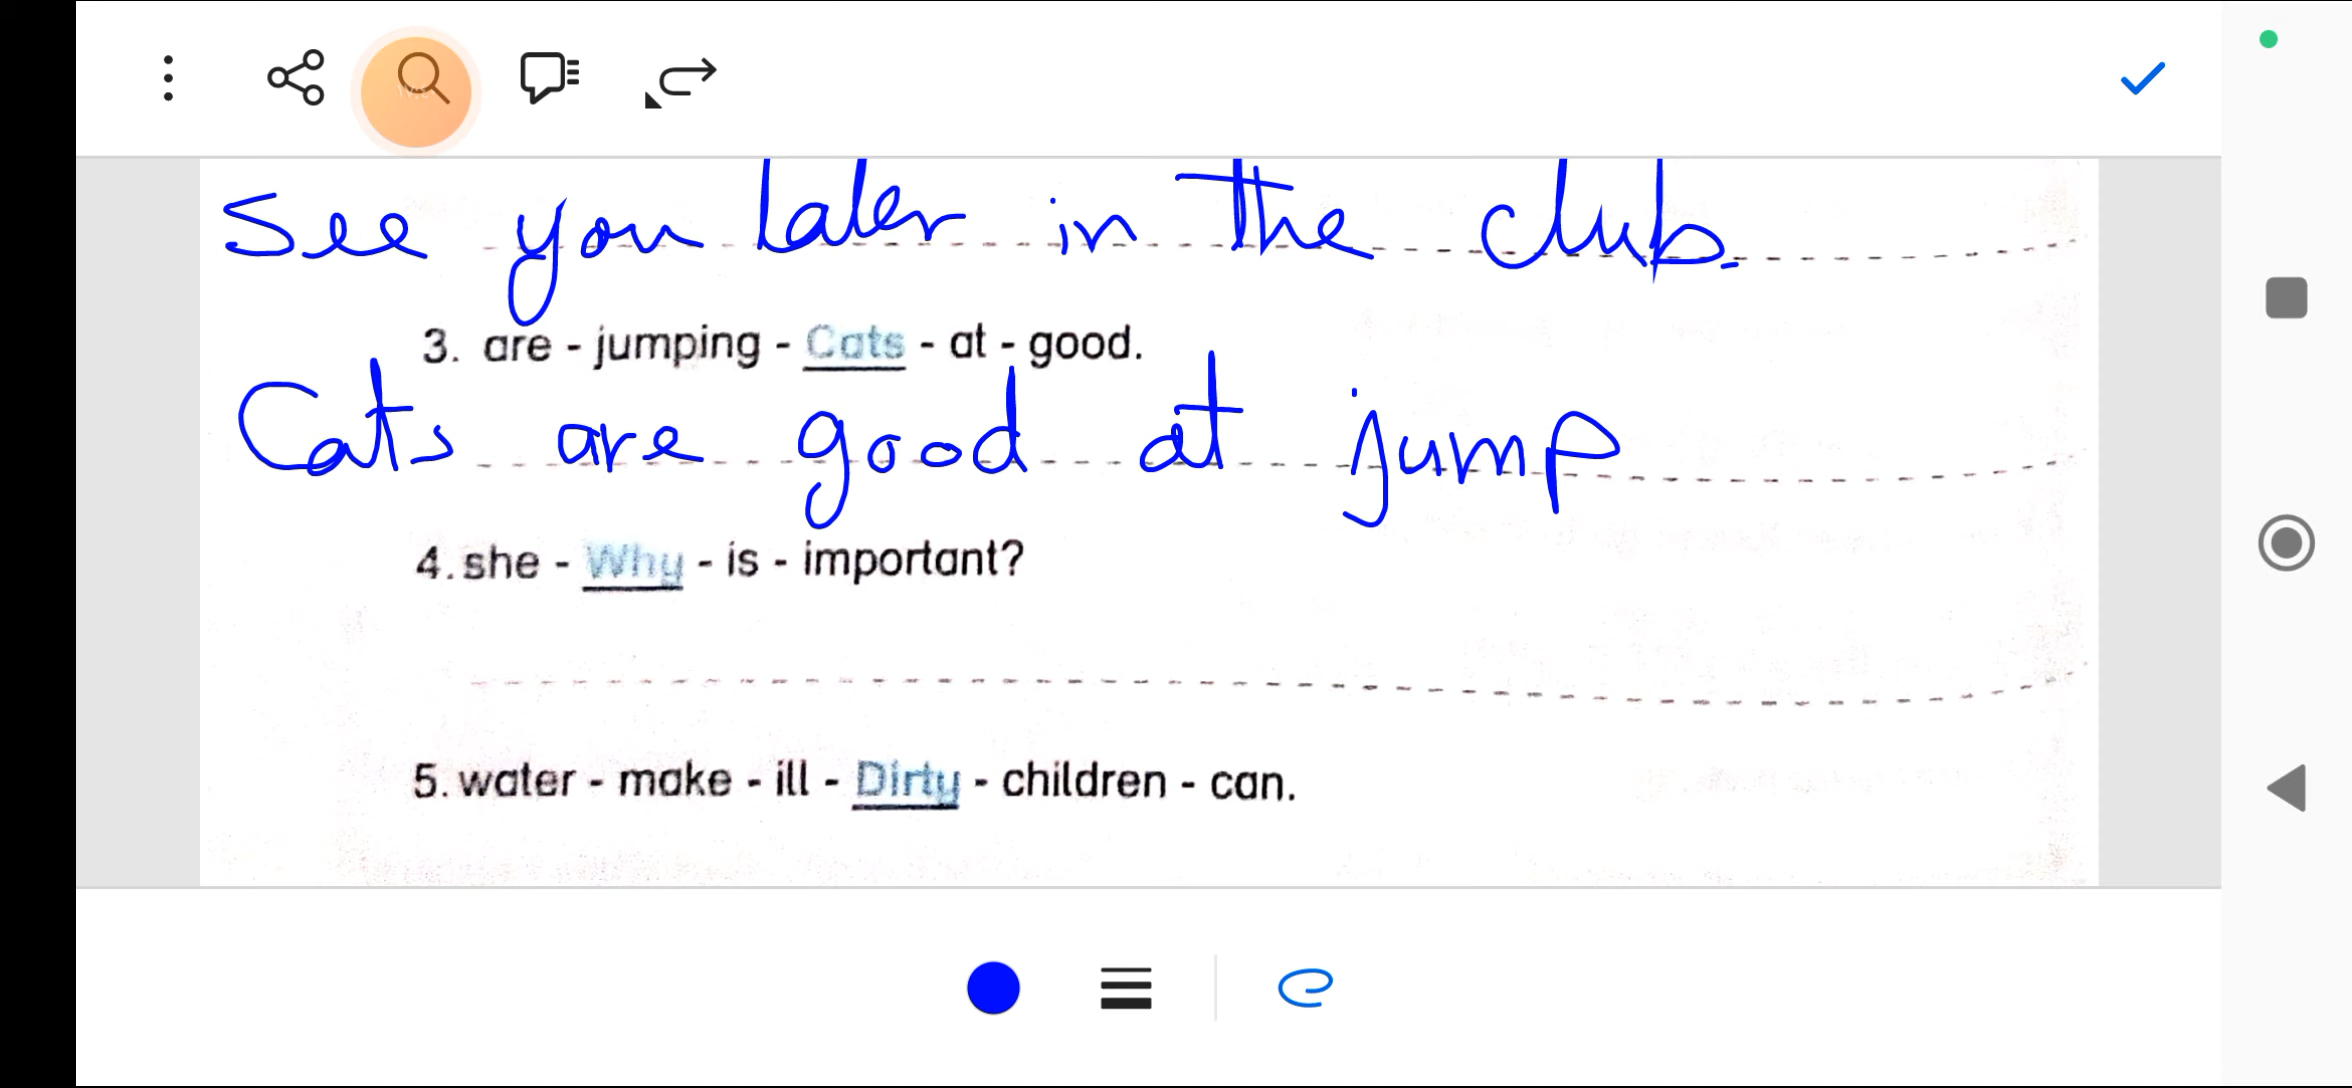 See you later in the club.
3. are - jumping - Cats - at - good.
Cats are good at jump
4. she - Why - is - important?
5. water - make - ill - Dirty - children - can.